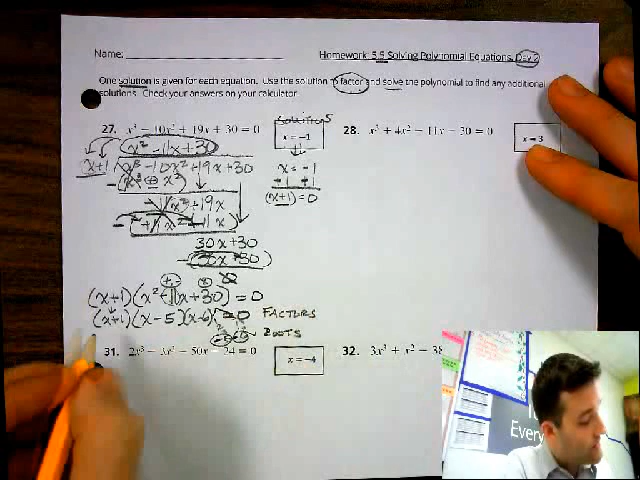 Name:
Homework 5.5 Solving Polynomial Equations, Day 2
One solution is given for each equation. Use the solution to factor and solve the polynomial to find any additional
solutions. Check your answers on your calculator.
solutions
27. x³ − 10x² + 19x + 30 = 0
x = −1
28. x³ + 4x² − 11x − 30 = 0
x = 3
x² − 11x + 30
x+1 x³ − 10x² + 19x + 30
x = −1
+1 +1
(x+1) = 0
− 11x² + 19x
30x + 30
−(30x + 30)
(x+1)(x² − 11x + 30) = 0
(x+1)(x − 5)(x − 6) = 0 FACTORS
ROOTS
31.
24 = 0
x = −4
32. 3x³ + x² − 38
Every